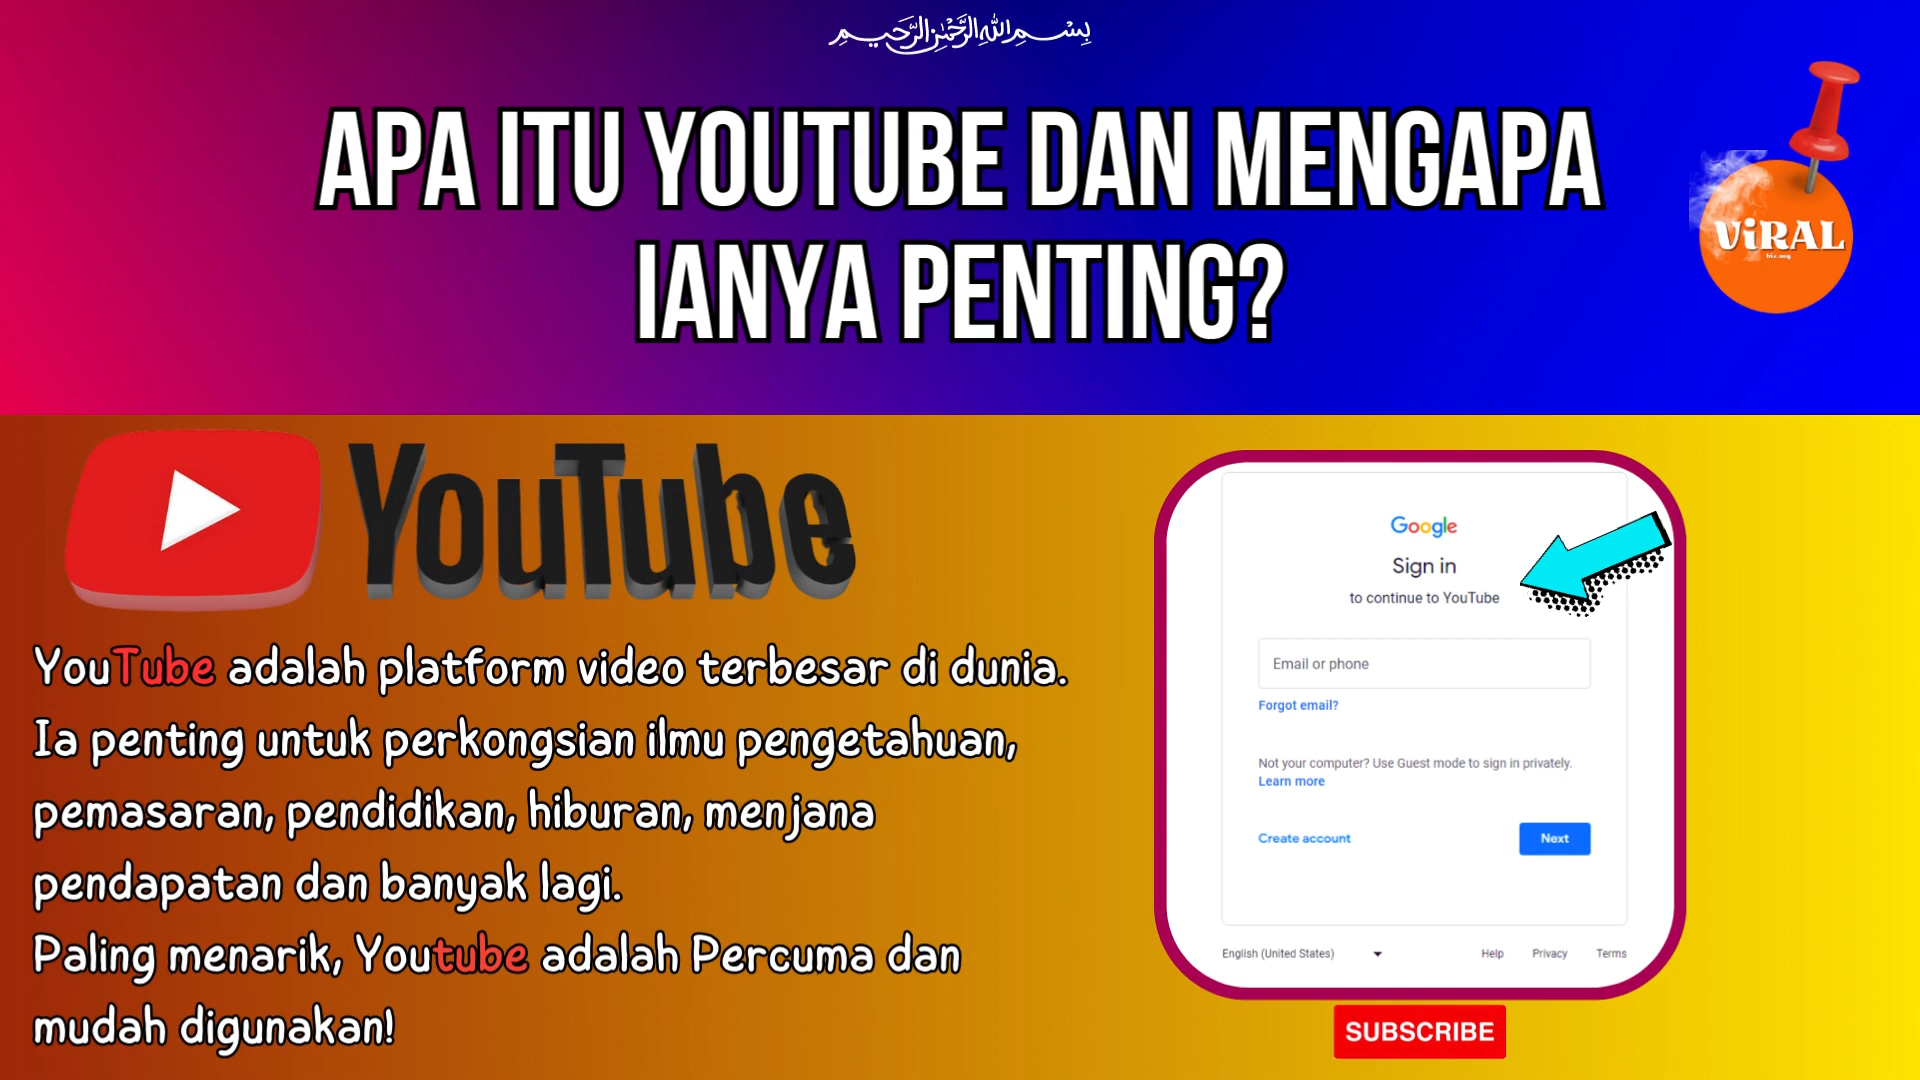 بِسْمِ اللهِ الرَّحْمٰنِ الرَّحِيْمِ
APA ITU YOUTUBE DAN MENGAPA
IANYA PENTING?
ViRAL
biz.my
YouTube
YouTube adalah platform video terbesar di dunia.
Ia penting untuk perkongsian ilmu pengetahuan,
pemasaran, pendidikan, hiburan, menjana
pendapatan dan banyak lagi.
Paling menarik, Youtube adalah Percuma dan
mudah digunakan!
Google
Sign in
to continue to YouTube
Email or phone
Forgot email?
Not your computer? Use Guest mode to sign in privately.
Learn more
Create account
Next
English (United States)
Help Privacy Terms
SUBSCRIBE